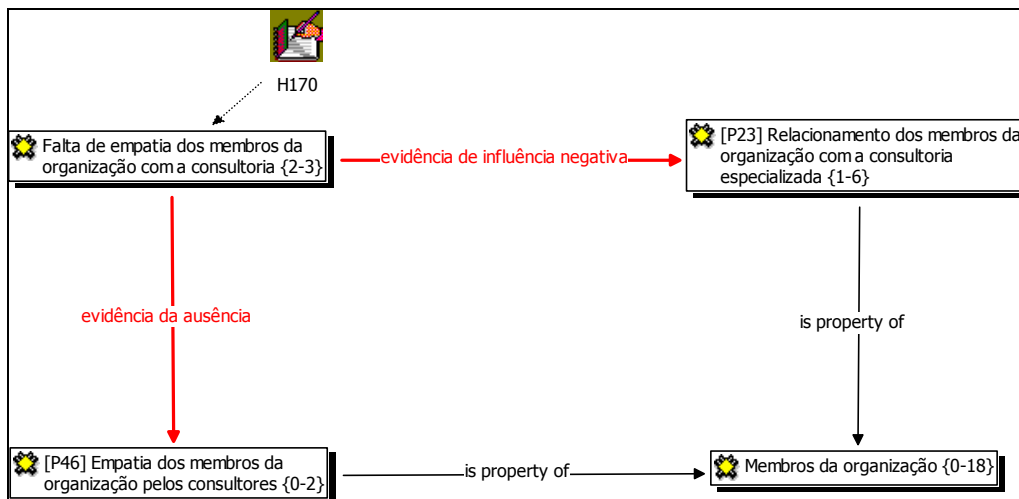 H170
Falta de empatia dos membros da
organização com a consultoria {2-3}
evidência de influência negativa
[P23] Relacionamento dos membros da
organização com a consultoria
especializada {1-6}
evidência da ausência
is property of
[P46] Empatia dos membros da
organização pelos consultores {0-2}
is property of
Membros da organização {0-18}